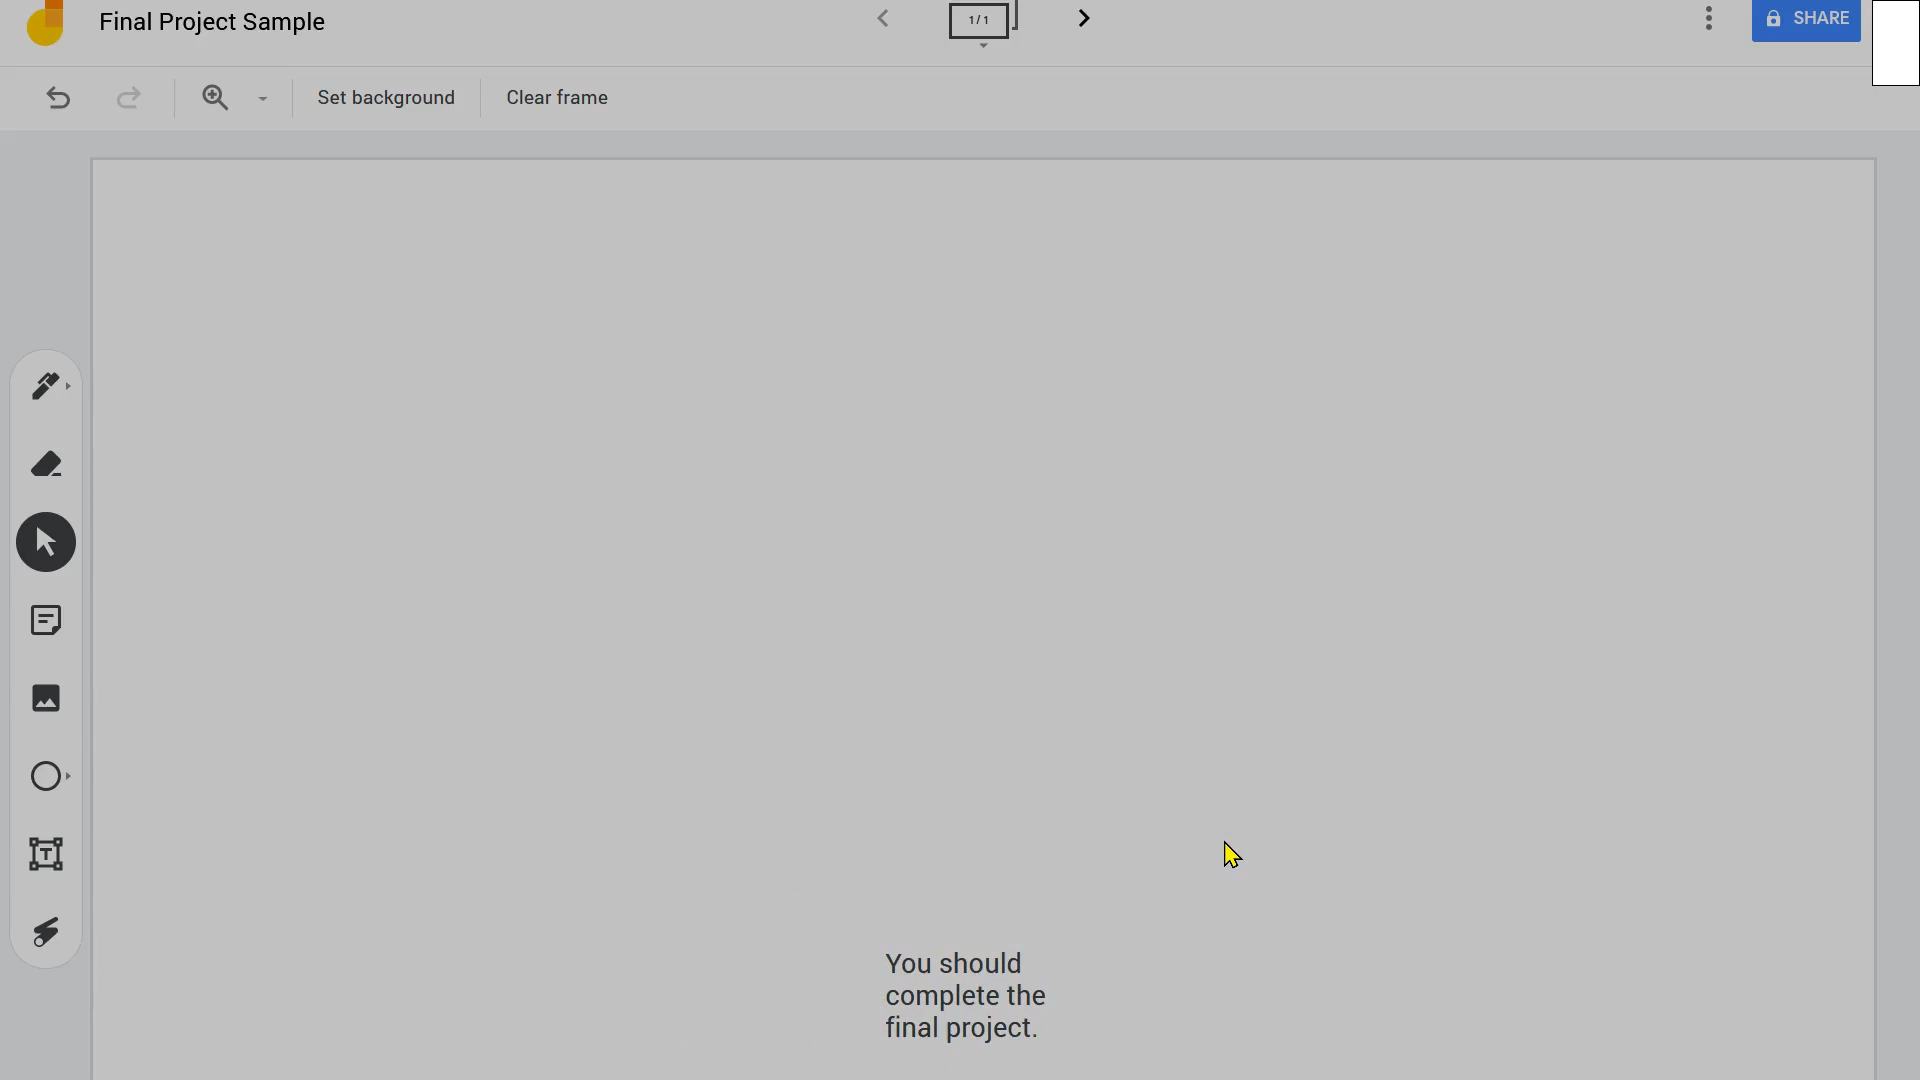 Final Project Sample
1/1
SHARE
Set background
Clear frame
You should
complete the
final project.